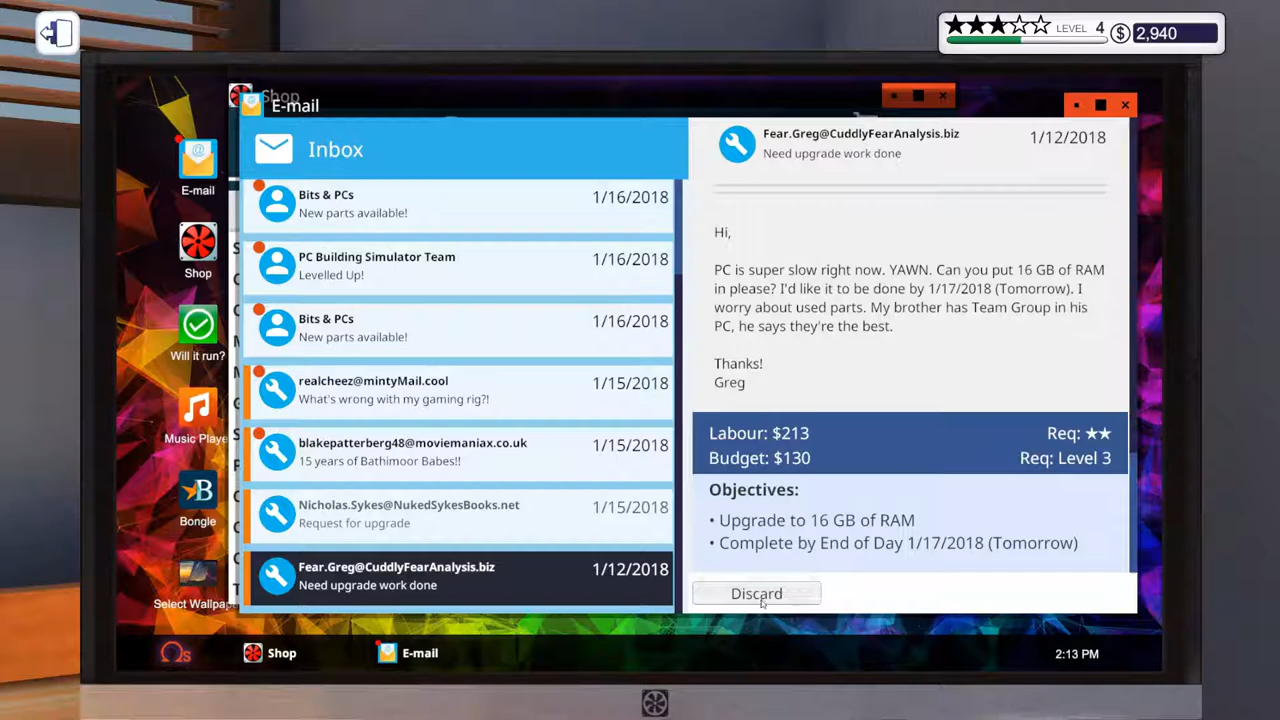 LEVEL 4 $ 2,940
Shop
E-mail
Inbox
Bits & PCs 1/16/2018
New parts available!
PC Building Simulator Team 1/16/2018
Levelled Up!
Bits & PCs 1/16/2018
New parts available!
realcheez@mintyMail.cool 1/15/2018
What's wrong with my gaming rig?!
blakepatterberg48@moviemaniax.co.uk 1/15/2018
15 years of Bathimoor Babes!!
Nicholas.Sykes@NukedSykesBooks.net 1/15/2018
Request for upgrade
Fear.Greg@CuddlyFearAnalysis.biz 1/12/2018
Need upgrade work done
Fear.Greg@CuddlyFearAnalysis.biz 1/12/2018
Need upgrade work done
Hi,
PC is super slow right now. YAWN. Can you put 16 GB of RAM
in please? I'd like it to be done by 1/17/2018 (Tomorrow). I
worry about used parts. My brother has Team Group in his
PC, he says they're the best.
Thanks!
Greg
Labour: $213 Req: ★★
Budget: $130 Req: Level 3
Objectives:
• Upgrade to 16 GB of RAM
• Complete by End of Day 1/17/2018 (Tomorrow)
Discard
E-mail
Shop
Will it run?
Music Playe
Bongle
Select Wallpap
Ωs Shop E-mail 2:13 PM